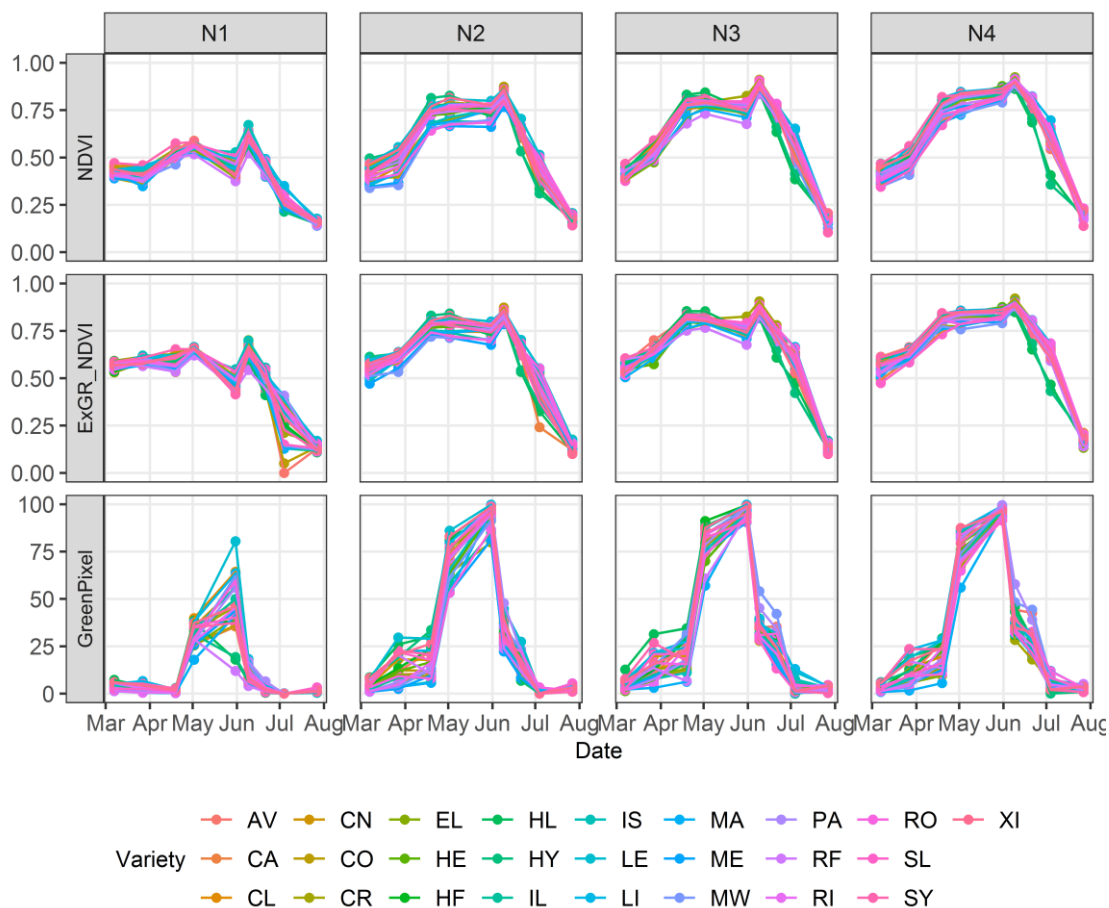 N1 N2 N3 N4
NDVI
1.00
0.75
0.50
0.25
0.00
ExGR_NDVI
1.00
0.75
0.50
0.25
0.00
GreenPixel
100
75
50
25
0
Mar Apr May Jun Jul Aug Mar Apr May Jun Jul Aug Mar Apr May Jun Jul Aug Mar Apr May Jun Jul Aug
Date
AV CN EL HL IS MA PA RO XI
Variety CA CO HE HY LE ME RF SL
CL CR HF IL LI MW RI SY